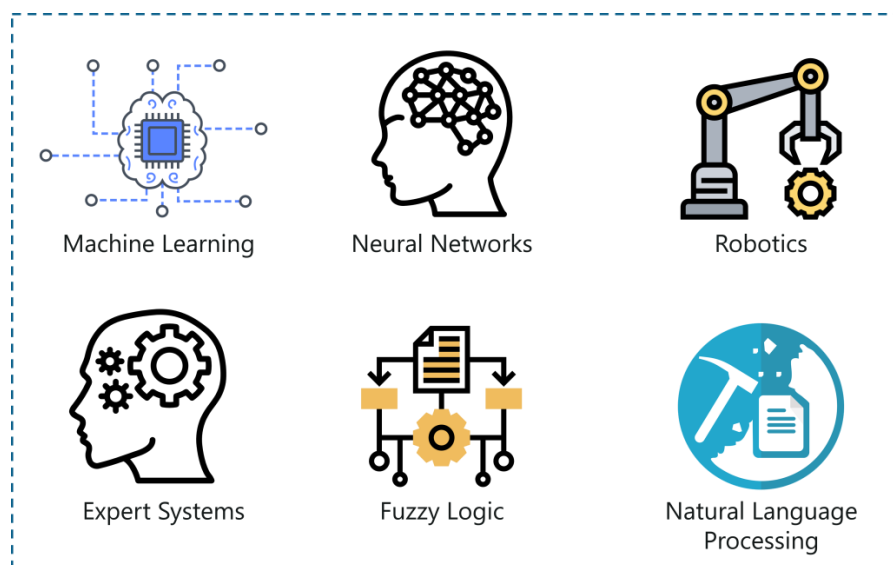 Machine Learning
Neural Networks
Robotics
Expert Systems
Fuzzy Logic
Natural Language
Processing